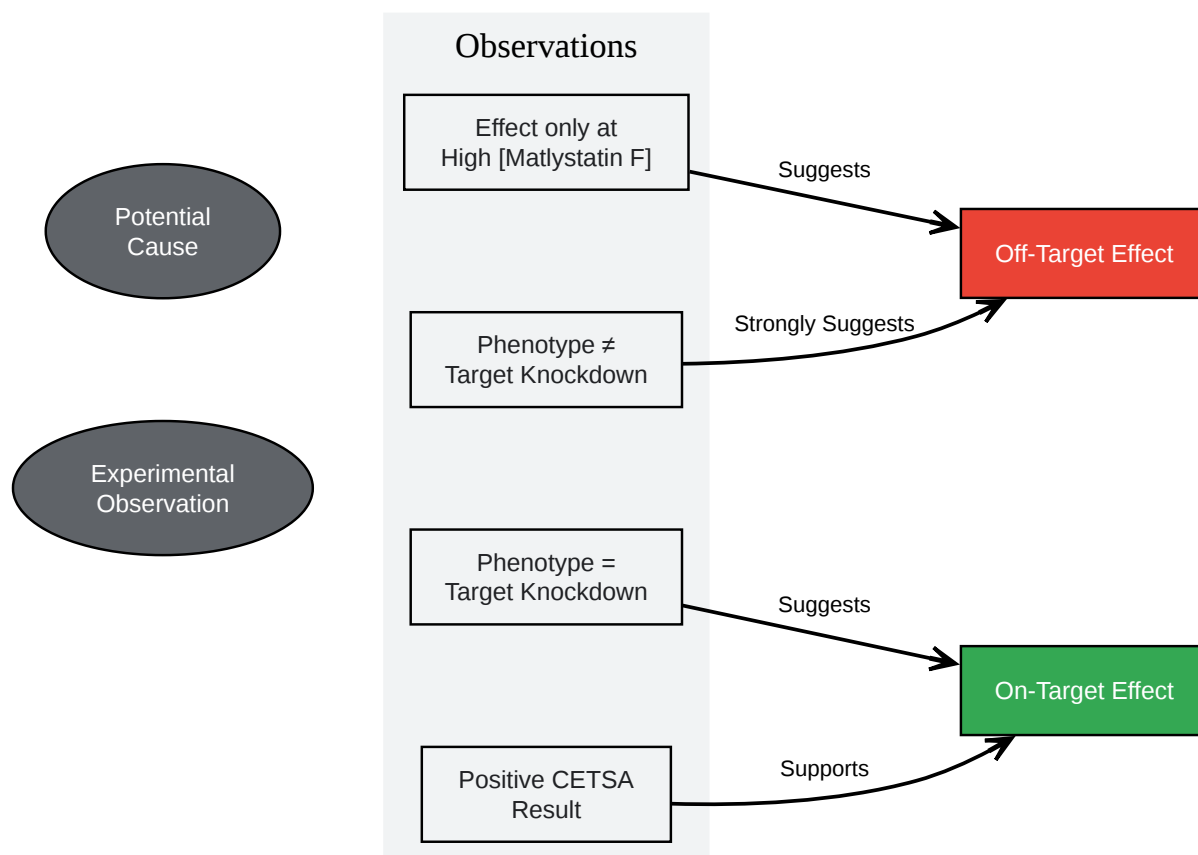 Observations
Effect only at
High [Matlystatin F]
Suggests
Potential
Cause
Off-Target Effect
Strongly Suggests
Phenotype ≠
Target Knockdown
Experimental
Observation
Phenotype =
Target Knockdown
Suggests
On-Target Effect
Positive CETSA
Result
Supports